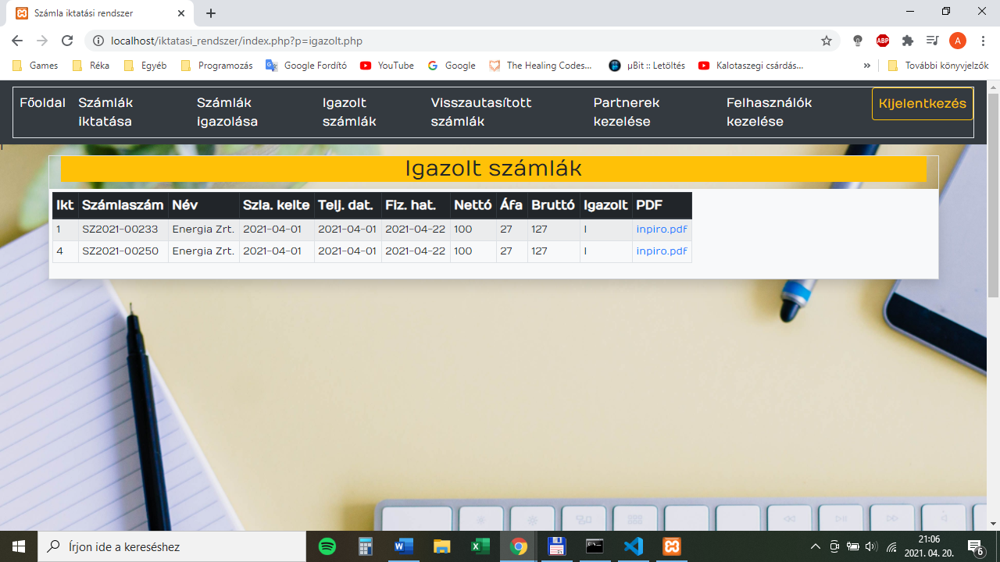 Számla iktatási rendszer
localhost/iktatasi_rendszer/index.php?p=igazolt.php
ABP
A
Games Réka Egyéb Programozás Google Fordító YouTube Google The Healing Codes... µBit :: Letöltés Kalotaszegi csárdás... » További könyvjelzők
Főoldal Számlák iktatása Számlák igazolása Igazolt számlák Visszautasított számlák Partnerek kezelése Felhasználók kezelése Kijelentkezés
Igazolt számlák
Ikt Számlaszám Név Szla. kelte Telj. dat. Fiz. hat. Nettó Áfa Bruttó Igazolt PDF
1 SZ2021-00233 Energia Zrt. 2021-04-01 2021-04-01 2021-04-22 100 27 127 I inpiro.pdf
4 SZ2021-00250 Energia Zrt. 2021-04-01 2021-04-01 2021-04-22 100 27 127 I inpiro.pdf
Írjon ide a kereséshez
21:06
2021. 04. 20.
6